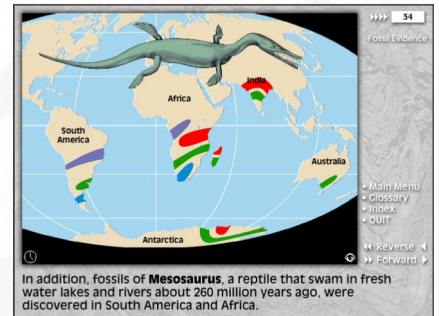 34
Fossil Evidence
India
Africa
South
America
Australia
Antarctica
• Main Menu
• Glossary
• Index
• QUIT
Reverse
Forward
In addition, fossils of Mesosaurus, a reptile that swam in fresh
water lakes and rivers about 260 million years ago, were
discovered in South America and Africa.